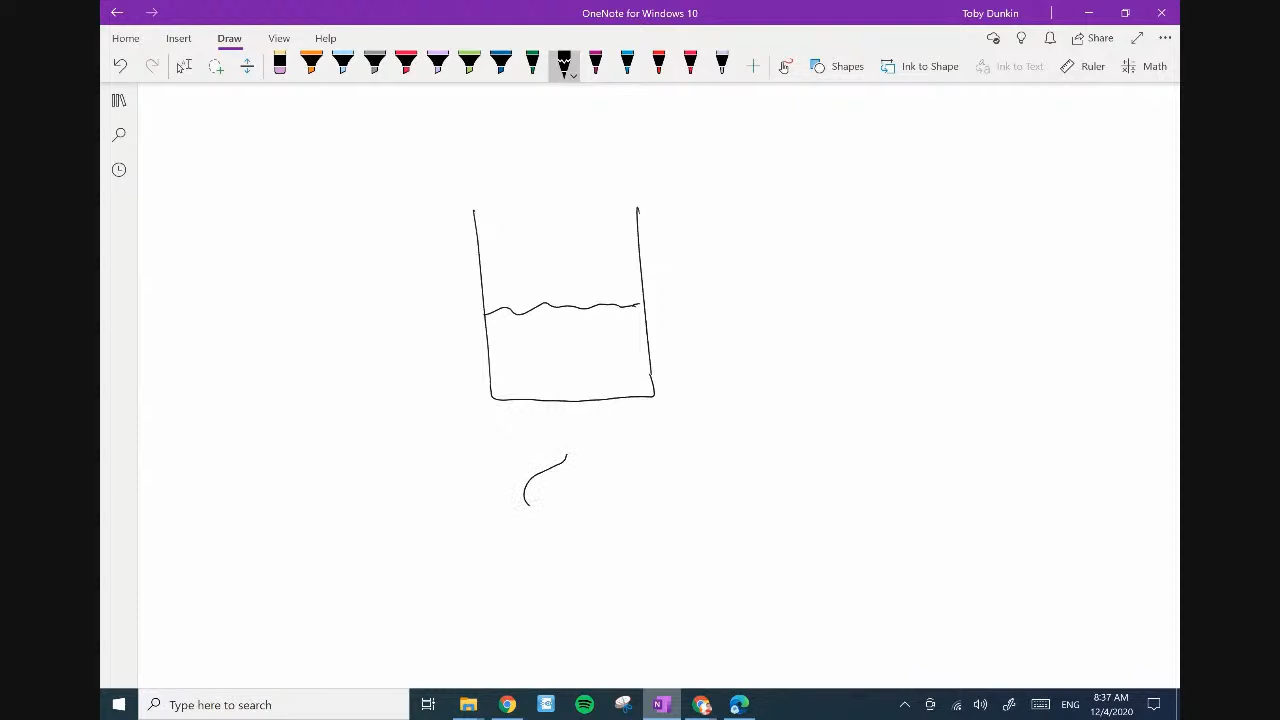 OneNote for Windows 10
Toby Dunkin
Home Insert Draw View Help
Share
Shapes Ink to Shape Ink to Text Ruler Math
Type here to search
ENG
8:37 AM
12/4/2020